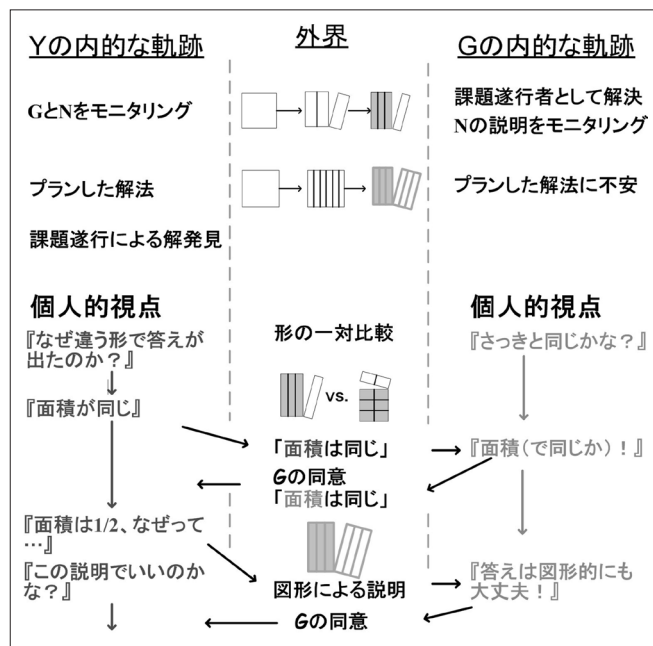 Yの内的な軌跡
外界
Gの内的な軌跡
GとNをモニタリング
課題遂行者として解決
Nの説明をモニタリング
プランした解法
プランした解法に不安
課題遂行による解発見
個人的視点
個人的視点
『なぜ違う形で答えが
出たのか？』
形の一対比較
『さっきと同じかな？』
vs.
『面積が同じ』
「面積は同じ」
『面積（で同じか）！』
Gの同意
「面積は同じ」
『面積は1/2、なぜって
…』
『この説明でいいのか
な？』
図形による説明
『答えは図形的にも
大丈夫！』
Gの同意